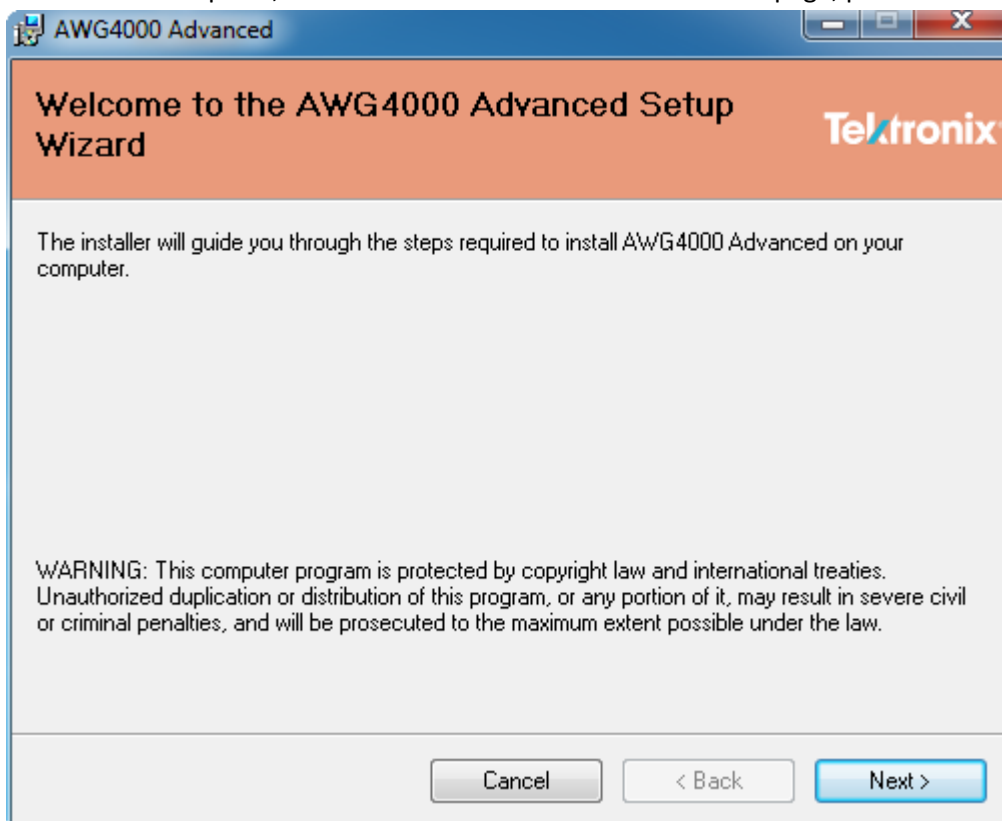 AWG4000 Advanced
Welcome to the AWG4000 Advanced Setup
Wizard
Tektronix
The installer will guide you through the steps required to install AWG4000 Advanced on your
computer.
WARNING: This computer program is protected by copyright law and international treaties.
Unauthorized duplication or distribution of this program, or any portion of it, may result in severe civil
or criminal penalties, and will be prosecuted to the maximum extent possible under the law.
Cancel
< Back
Next >